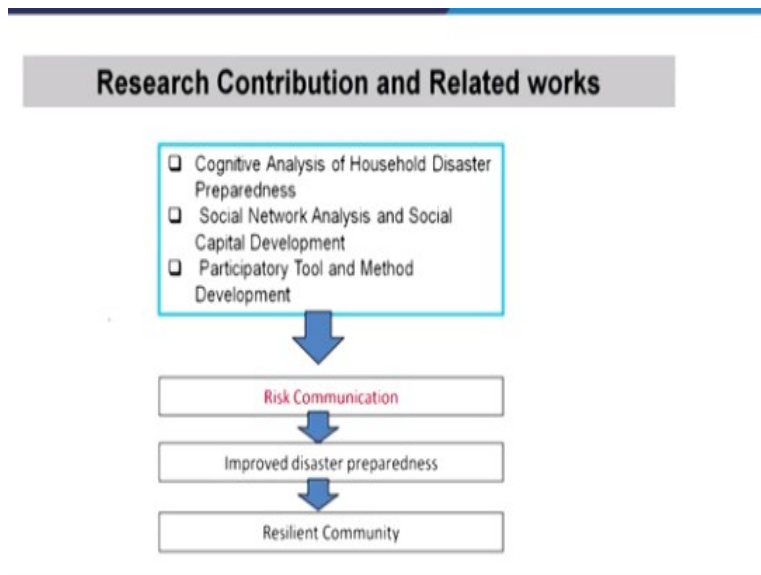 Research Contribution and Related works
❑ Cognitive Analysis of Household Disaster
Preparedness
❑ Social Network Analysis and Social
Capital Development
❑ Participatory Tool and Method
Development
Risk Communication
Improved disaster preparedness
Resilient Community